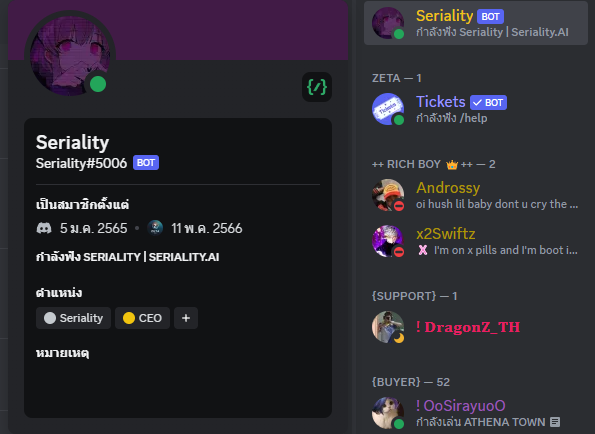 Seriality
Seriality#5006 BOT
เป็นสมาชิกตั้งแต่
5 ม.ค. 2565 • 11 พ.ค. 2566
กำลังฟัง SERIALITY | SERIALITY.AI
ตำแหน่ง
Seriality CEO +
หมายเหตุ
Seriality BOT
กำลังฟัง Seriality | Seriality.AI
ZETA — 1
Tickets BOT
กำลังฟัง /help
++ RICH BOY 👑 ++ — 2
Androssy
oi hush lil baby dont u cry the ...
x2Swiftz
I'm on x pills and I'm boot i...
{SUPPORT} — 1
! DragonZ_TH
{BUYER} — 52
! OoSirayuoO
กำลังเล่น ATHENA TOWN